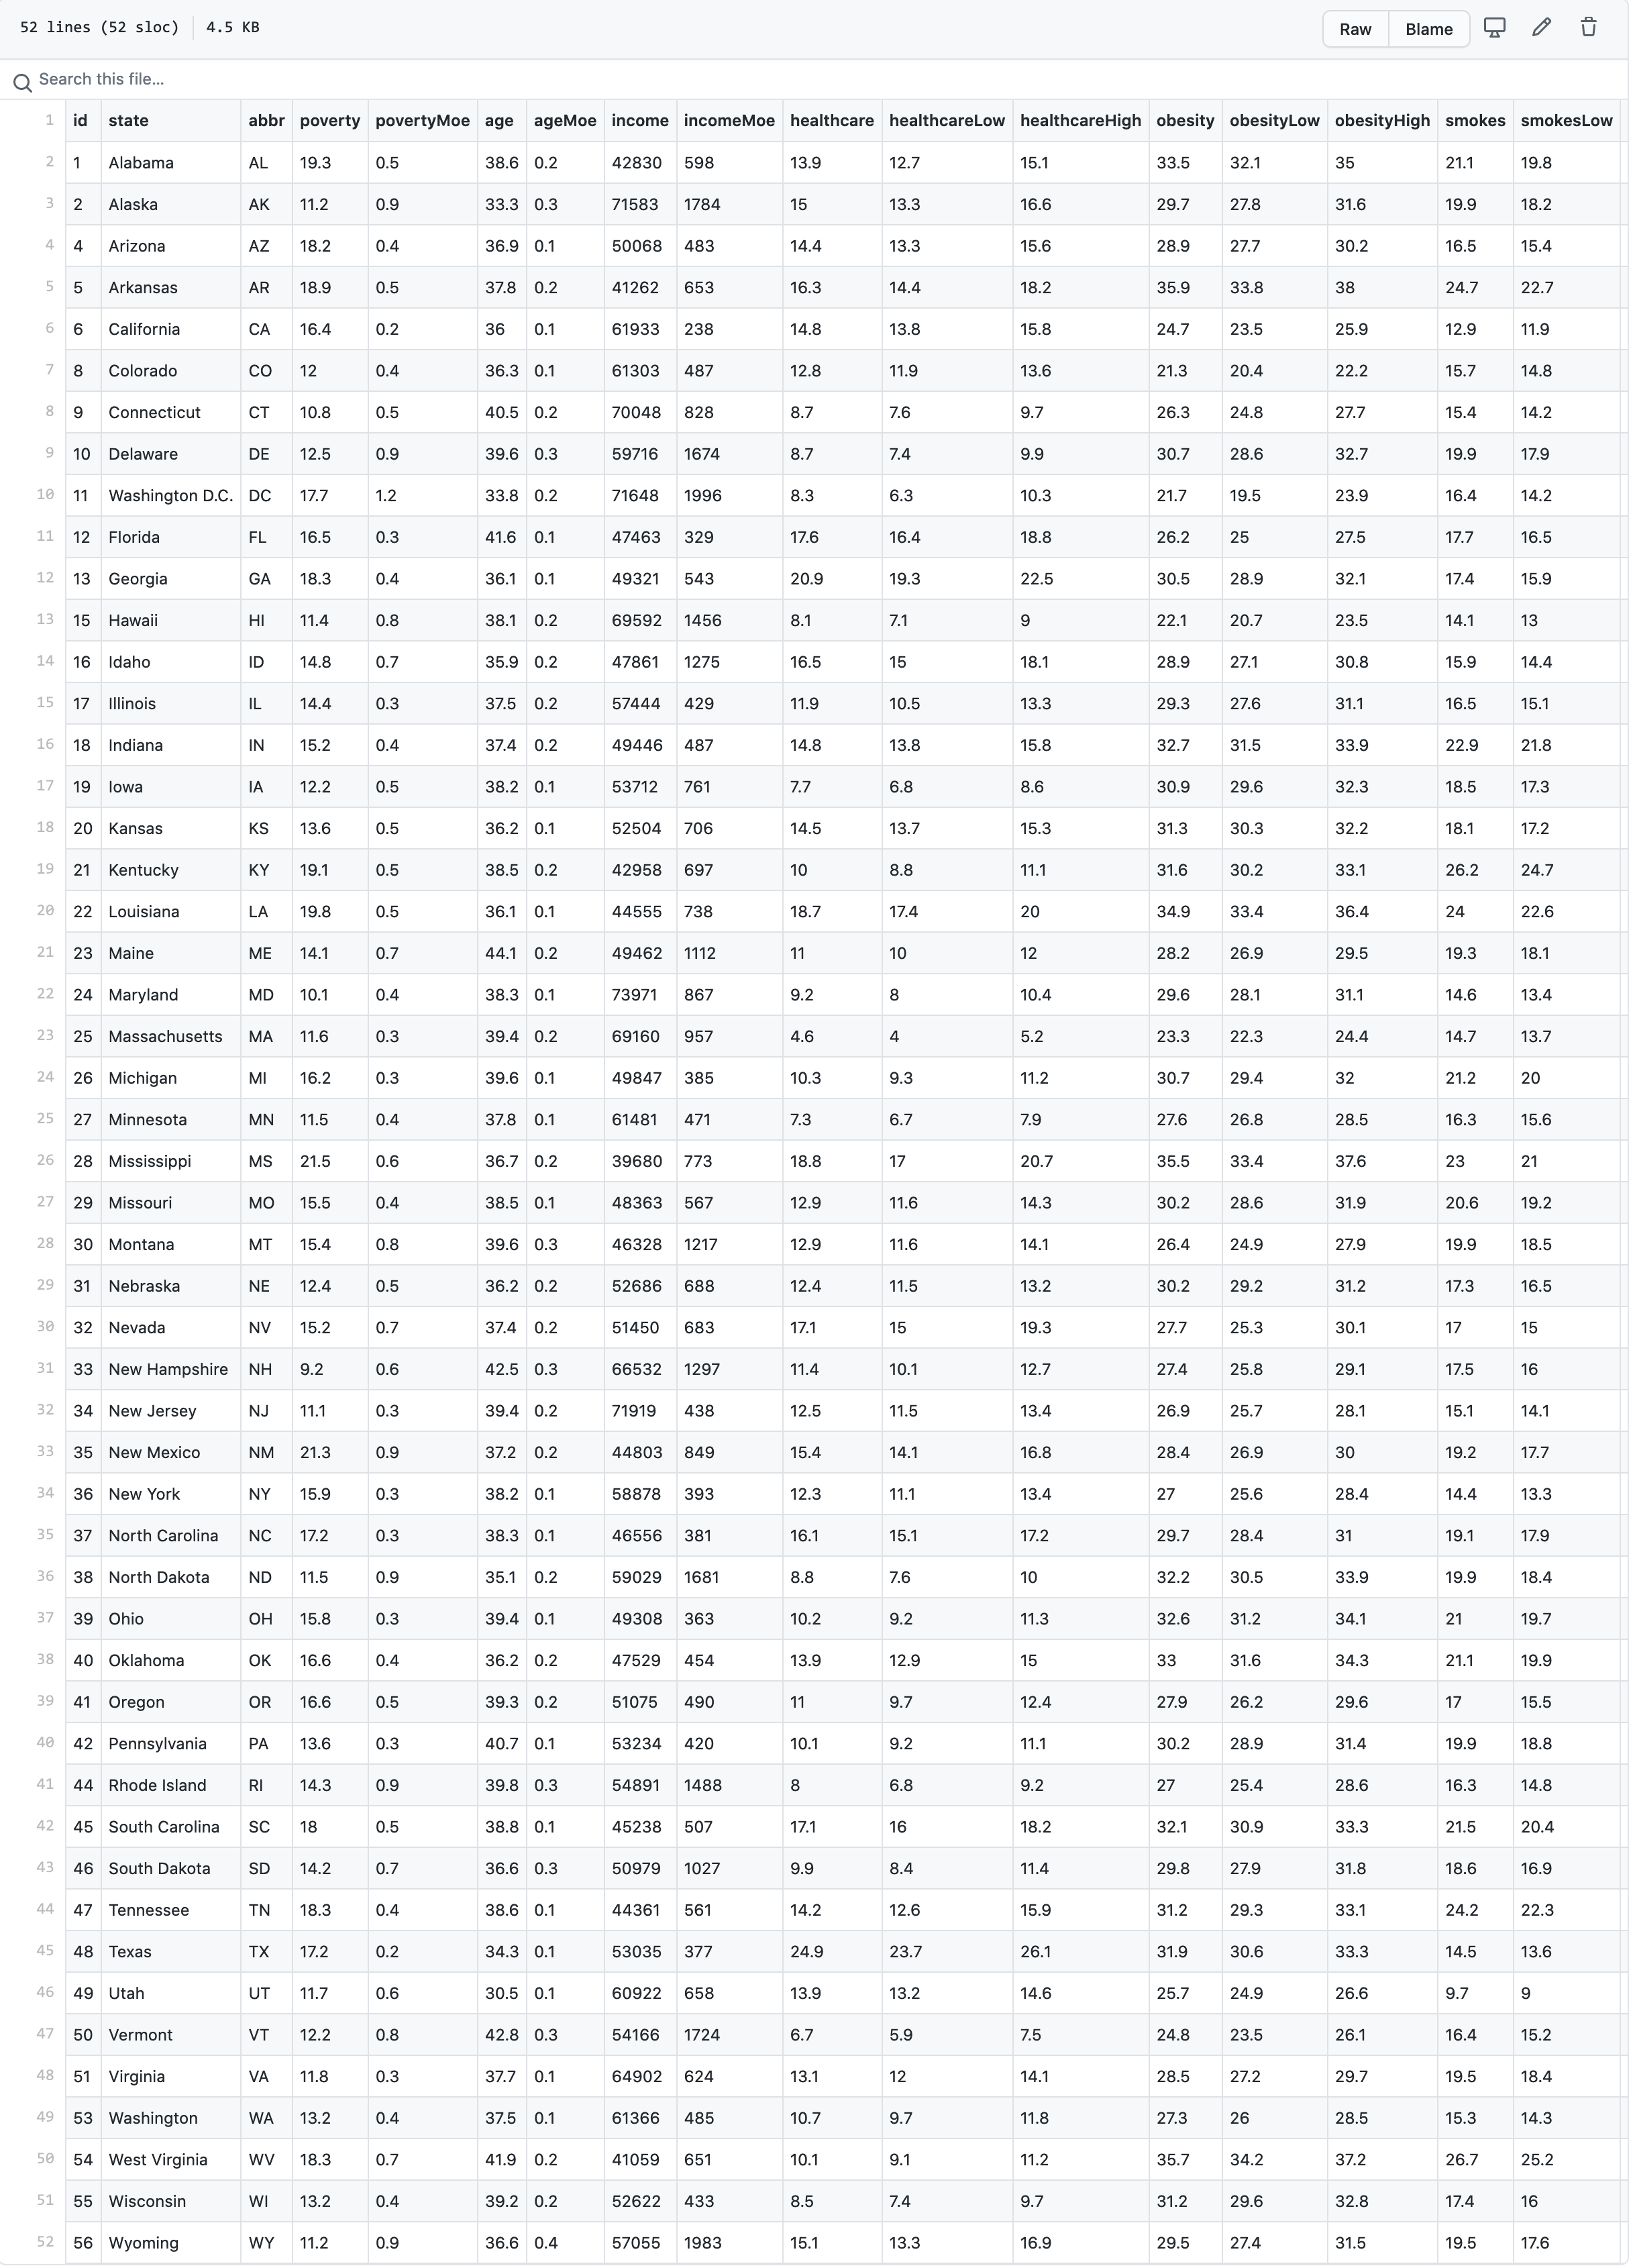 52 lines (52 sloc) 4.5 KB Raw Blame
Search this file...
1 id state abbr poverty povertyMoe age ageMoe income incomeMoe healthcare healthcareLow healthcareHigh obesity obesityLow obesityHigh smokes smokesLow
2 1 Alabama AL 19.3 0.5 38.6 0.2 42830 598 13.9 12.7 15.1 33.5 32.1 35 21.1 19.8
3 2 Alaska AK 11.2 0.9 33.3 0.3 71583 1784 15 13.3 16.6 29.7 27.8 31.6 19.9 18.2
4 4 Arizona AZ 18.2 0.4 36.9 0.1 50068 483 14.4 13.3 15.6 28.9 27.7 30.2 16.5 15.4
5 5 Arkansas AR 18.9 0.5 37.8 0.2 41262 653 16.3 14.4 18.2 35.9 33.8 38 24.7 22.7
6 6 California CA 16.4 0.2 36 0.1 61933 238 14.8 13.8 15.8 24.7 23.5 25.9 12.9 11.9
7 8 Colorado CO 12 0.4 36.3 0.1 61303 487 12.8 11.9 13.6 21.3 20.4 22.2 15.7 14.8
8 9 Connecticut CT 10.8 0.5 40.5 0.2 70048 828 8.7 7.6 9.7 26.3 24.8 27.7 15.4 14.2
9 10 Delaware DE 12.5 0.9 39.6 0.3 59716 1674 8.7 7.4 9.9 30.7 28.6 32.7 19.9 17.9
10 11 Washington D.C. DC 17.7 1.2 33.8 0.2 71648 1996 8.3 6.3 10.3 21.7 19.5 23.9 16.4 14.2
11 12 Florida FL 16.5 0.3 41.6 0.1 47463 329 17.6 16.4 18.8 26.2 25 27.5 17.7 16.5
12 13 Georgia GA 18.3 0.4 36.1 0.1 49321 543 20.9 19.3 22.5 30.5 28.9 32.1 17.4 15.9
13 15 Hawaii HI 11.4 0.8 38.1 0.2 69592 1456 8.1 7.1 9 22.1 20.7 23.5 14.1 13
14 16 Idaho ID 14.8 0.7 35.9 0.2 47861 1275 16.5 15 18.1 28.9 27.1 30.8 15.9 14.4
15 17 Illinois IL 14.4 0.3 37.5 0.2 57444 429 11.9 10.5 13.3 29.3 27.6 31.1 16.5 15.1
16 18 Indiana IN 15.2 0.4 37.4 0.2 49446 487 14.8 13.8 15.8 32.7 31.5 33.9 22.9 21.8
17 19 Iowa IA 12.2 0.5 38.2 0.1 53712 761 7.7 6.8 8.6 30.9 29.6 32.3 18.5 17.3
18 20 Kansas KS 13.6 0.5 36.2 0.1 52504 706 14.5 13.7 15.3 31.3 30.3 32.2 18.1 17.2
19 21 Kentucky KY 19.1 0.5 38.5 0.2 42958 697 10 8.8 11.1 31.6 30.2 33.1 26.2 24.7
20 22 Louisiana LA 19.8 0.5 36.1 0.1 44555 738 18.7 17.4 20 34.9 33.4 36.4 24 22.6
21 23 Maine ME 14.1 0.7 44.1 0.2 49462 1112 11 10 12 28.2 26.9 29.5 19.3 18.1
22 24 Maryland MD 10.1 0.4 38.3 0.1 73971 867 9.2 8 10.4 29.6 28.1 31.1 14.6 13.4
23 25 Massachusetts MA 11.6 0.3 39.4 0.2 69160 957 4.6 4 5.2 23.3 22.3 24.4 14.7 13.7
24 26 Michigan MI 16.2 0.3 39.6 0.1 49847 385 10.3 9.3 11.2 30.7 29.4 32 21.2 20
25 27 Minnesota MN 11.5 0.4 37.8 0.1 61481 471 7.3 6.7 7.9 27.6 26.8 28.5 16.3 15.6
26 28 Mississippi MS 21.5 0.6 36.7 0.2 39680 773 18.8 17 20.7 35.5 33.4 37.6 23 21
27 29 Missouri MO 15.5 0.4 38.5 0.1 48363 567 12.9 11.6 14.3 30.2 28.6 31.9 20.6 19.2
28 30 Montana MT 15.4 0.8 39.6 0.3 46328 1217 12.9 11.6 14.1 26.4 24.9 27.9 19.9 18.5
29 31 Nebraska NE 12.4 0.5 36.2 0.2 52686 688 12.4 11.5 13.2 30.2 29.2 31.2 17.3 16.5
30 32 Nevada NV 15.2 0.7 37.4 0.2 51450 683 17.1 15 19.3 27.7 25.3 30.1 17 15
31 33 New Hampshire NH 9.2 0.6 42.5 0.3 66532 1297 11.4 10.1 12.7 27.4 25.8 29.1 17.5 16
32 34 New Jersey NJ 11.1 0.3 39.4 0.2 71919 438 12.5 11.5 13.4 26.9 25.7 28.1 15.1 14.1
33 35 New Mexico NM 21.3 0.9 37.2 0.2 44803 849 15.4 14.1 16.8 28.4 26.9 30 19.2 17.7
34 36 New York NY 15.9 0.3 38.2 0.1 58878 393 12.3 11.1 13.4 27 25.6 28.4 14.4 13.3
35 37 North Carolina NC 17.2 0.3 38.3 0.1 46556 381 16.1 15.1 17.2 29.7 28.4 31 19.1 17.9
36 38 North Dakota ND 11.5 0.9 35.1 0.2 59029 1681 8.8 7.6 10 32.2 30.5 33.9 19.9 18.4
37 39 Ohio OH 15.8 0.3 39.4 0.1 49308 363 10.2 9.2 11.3 32.6 31.2 34.1 21 19.7
38 40 Oklahoma OK 16.6 0.4 36.2 0.2 47529 454 13.9 12.9 15 33 31.6 34.3 21.1 19.9
39 41 Oregon OR 16.6 0.5 39.3 0.2 51075 490 11 9.7 12.4 27.9 26.2 29.6 17 15.5
40 42 Pennsylvania PA 13.6 0.3 40.7 0.1 53234 420 10.1 9.2 11.1 30.2 28.9 31.4 19.9 18.8
41 44 Rhode Island RI 14.3 0.9 39.8 0.3 54891 1488 8 6.8 9.2 27 25.4 28.6 16.3 14.8
42 45 South Carolina SC 18 0.5 38.8 0.1 45238 507 17.1 16 18.2 32.1 30.9 33.3 21.5 20.4
43 46 South Dakota SD 14.2 0.7 36.6 0.3 50979 1027 9.9 8.4 11.4 29.8 27.9 31.8 18.6 16.9
44 47 Tennessee TN 18.3 0.4 38.6 0.1 44361 561 14.2 12.6 15.9 31.2 29.3 33.1 24.2 22.3
45 48 Texas TX 17.2 0.2 34.3 0.1 53035 377 24.9 23.7 26.1 31.9 30.6 33.3 14.5 13.6
46 49 Utah UT 11.7 0.6 30.5 0.1 60922 658 13.9 13.2 14.6 25.7 24.9 26.6 9.7 9
47 50 Vermont VT 12.2 0.8 42.8 0.3 54166 1724 6.7 5.9 7.5 24.8 23.5 26.1 16.4 15.2
48 51 Virginia VA 11.8 0.3 37.7 0.1 64902 624 13.1 12 14.1 28.5 27.2 29.7 19.5 18.4
49 53 Washington WA 13.2 0.4 37.5 0.1 61366 485 10.7 9.7 11.8 27.3 26 28.5 15.3 14.3
50 54 West Virginia WV 18.3 0.7 41.9 0.2 41059 651 10.1 9.1 11.2 35.7 34.2 37.2 26.7 25.2
51 55 Wisconsin WI 13.2 0.4 39.2 0.2 52622 433 8.5 7.4 9.7 31.2 29.6 32.8 17.4 16
52 56 Wyoming WY 11.2 0.9 36.6 0.4 57055 1983 15.1 13.3 16.9 29.5 27.4 31.5 19.5 17.6